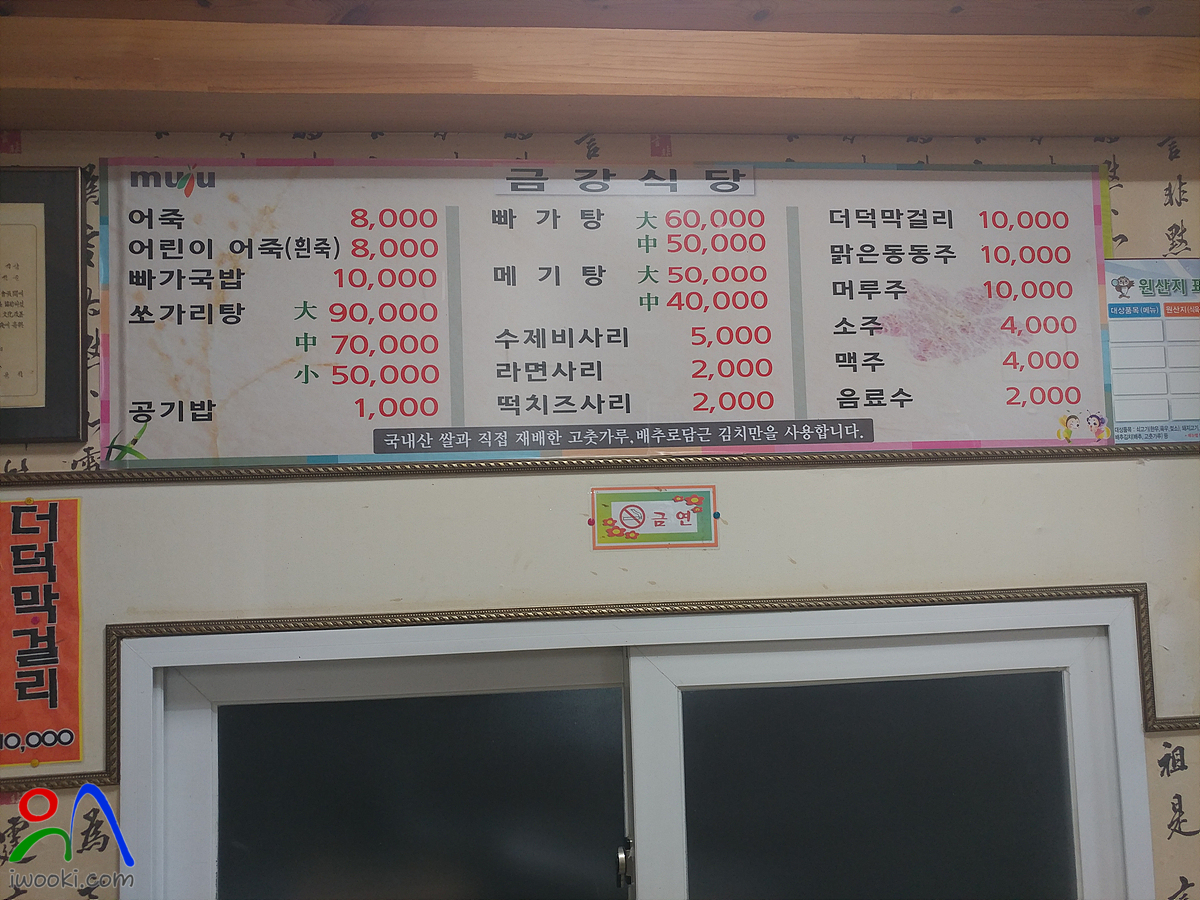 muju
금강식당
어죽 8,000
어린이 어죽(흰죽) 8,000
빠가국밥 10,000
쏘가리탕 大 90,000
中 70,000
小 50,000
공기밥 1,000
빠가탕 大 60,000
中 50,000
메기탕 大 50,000
中 40,000
수제비사리 5,000
라면사리 2,000
떡치즈사리 2,000
더덕막걸리 10,000
맑은동동주 10,000
머루주 10,000
소주 4,000
맥주 4,000
음료수 2,000
국내산 쌀과 직접 재배한 고춧가루,배추로담근 김치만을 사용합니다.
원산지
대상품목(메뉴)
금연
더덕막걸리
10,000
祖
是
iwooki.com